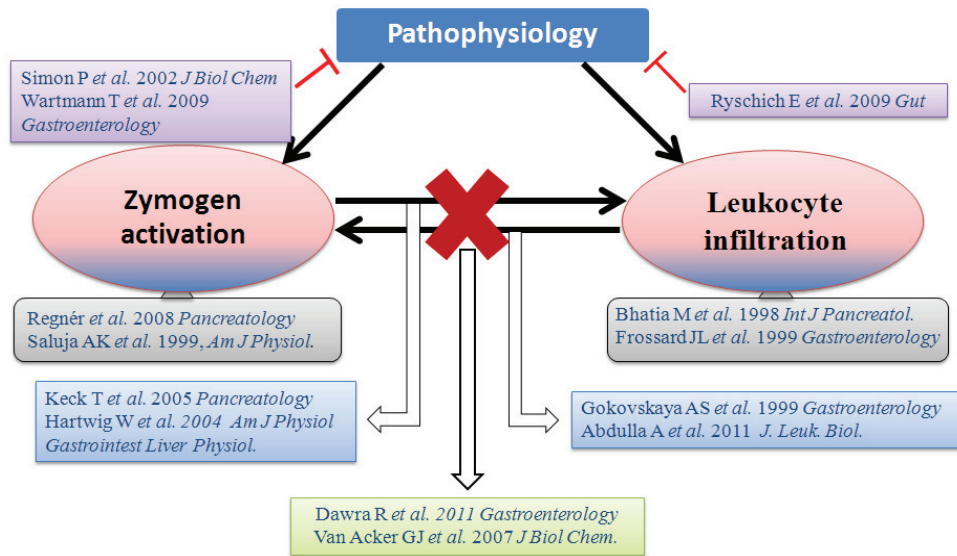 Pathophysiology
Simon P et al. 2002 J Biol Chem
Wartmann T et al. 2009
Gastroenterology
Ryschich E et al. 2009 Gut
Zymogen
activation
Leukocyte
infiltration
Regnér et al. 2008 Pancreatology
Saluja AK et al. 1999, Am J Physiol.
Bhatia M et al. 1998 Int J Pancreatol.
Frossard JL et al. 1999 Gastroenterology
Keck T et al. 2005 Pancreatology
Hartwig W et al. 2004 Am J Physiol
Gastrointest Liver Physiol.
Gokovskaya AS et al. 1999 Gastroenterology
Abdulla A et al. 2011 J. Leuk. Biol.
Dawra R et al. 2011 Gastroenterology
Van Acker GJ et al. 2007 J Biol Chem.